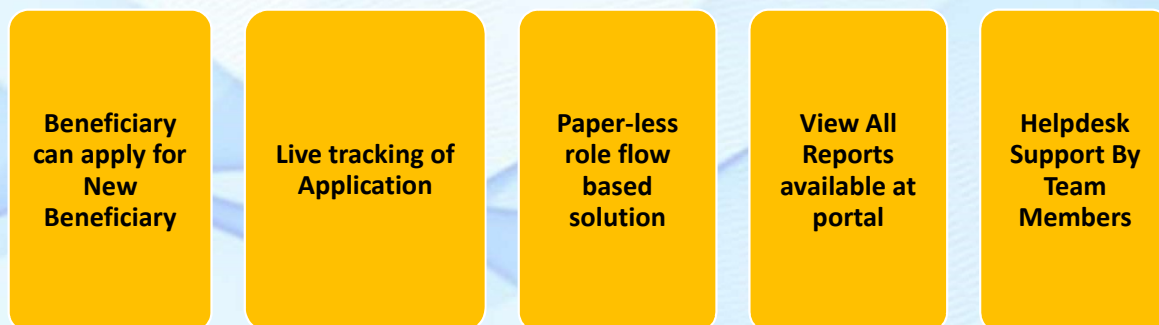 Beneficiary
can apply for
New
Beneficiary
Live tracking of
Application
Paper-less
role flow
based
solution
View All
Reports
available at
portal
Helpdesk
Support By
Team
Members